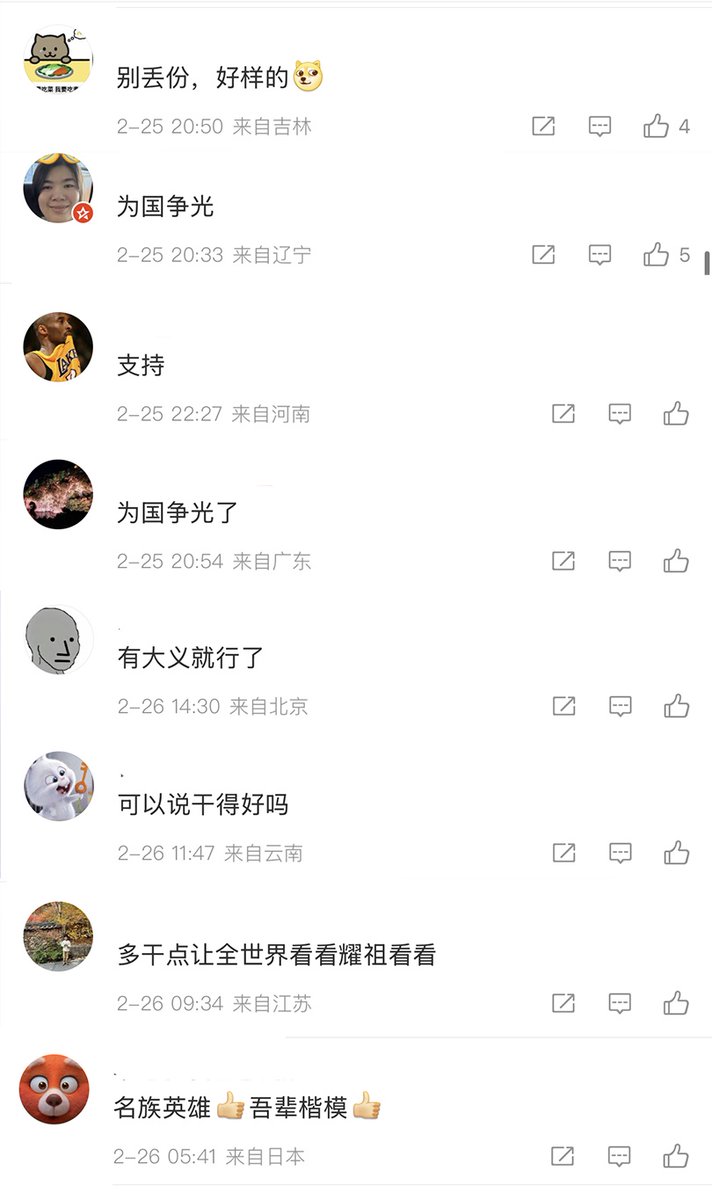 别丢份，好样的
2-25 20:50 来自吉林
4
为国争光
2-25 20:33 来自辽宁
5
支持
2-25 22:27 来自河南
为国争光了
2-25 20:54 来自广东
有大义就行了
2-26 14:30 来自北京
可以说干得好吗
2-26 11:47 来自云南
多干点让全世界看看耀祖看看
2-26 09:34 来自江苏
名族英雄👍吾辈楷模👍
2-26 05:41 来自日本